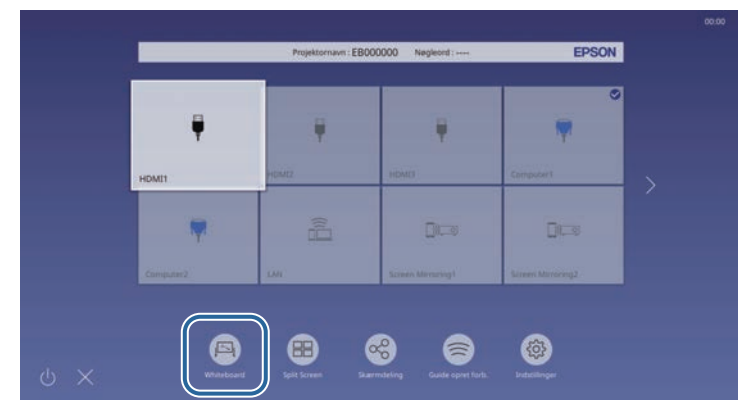 00:00
Projektornavn : EB000000 Nøgleord : ---- EPSON
HDMI1 HDMI2 HDMI3 Computer1
Computer2 LAN Screen Mirroring1 Screen Mirroring2
Whiteboard Split Screen Skærmdeling Guide opret forb. Indstillinger